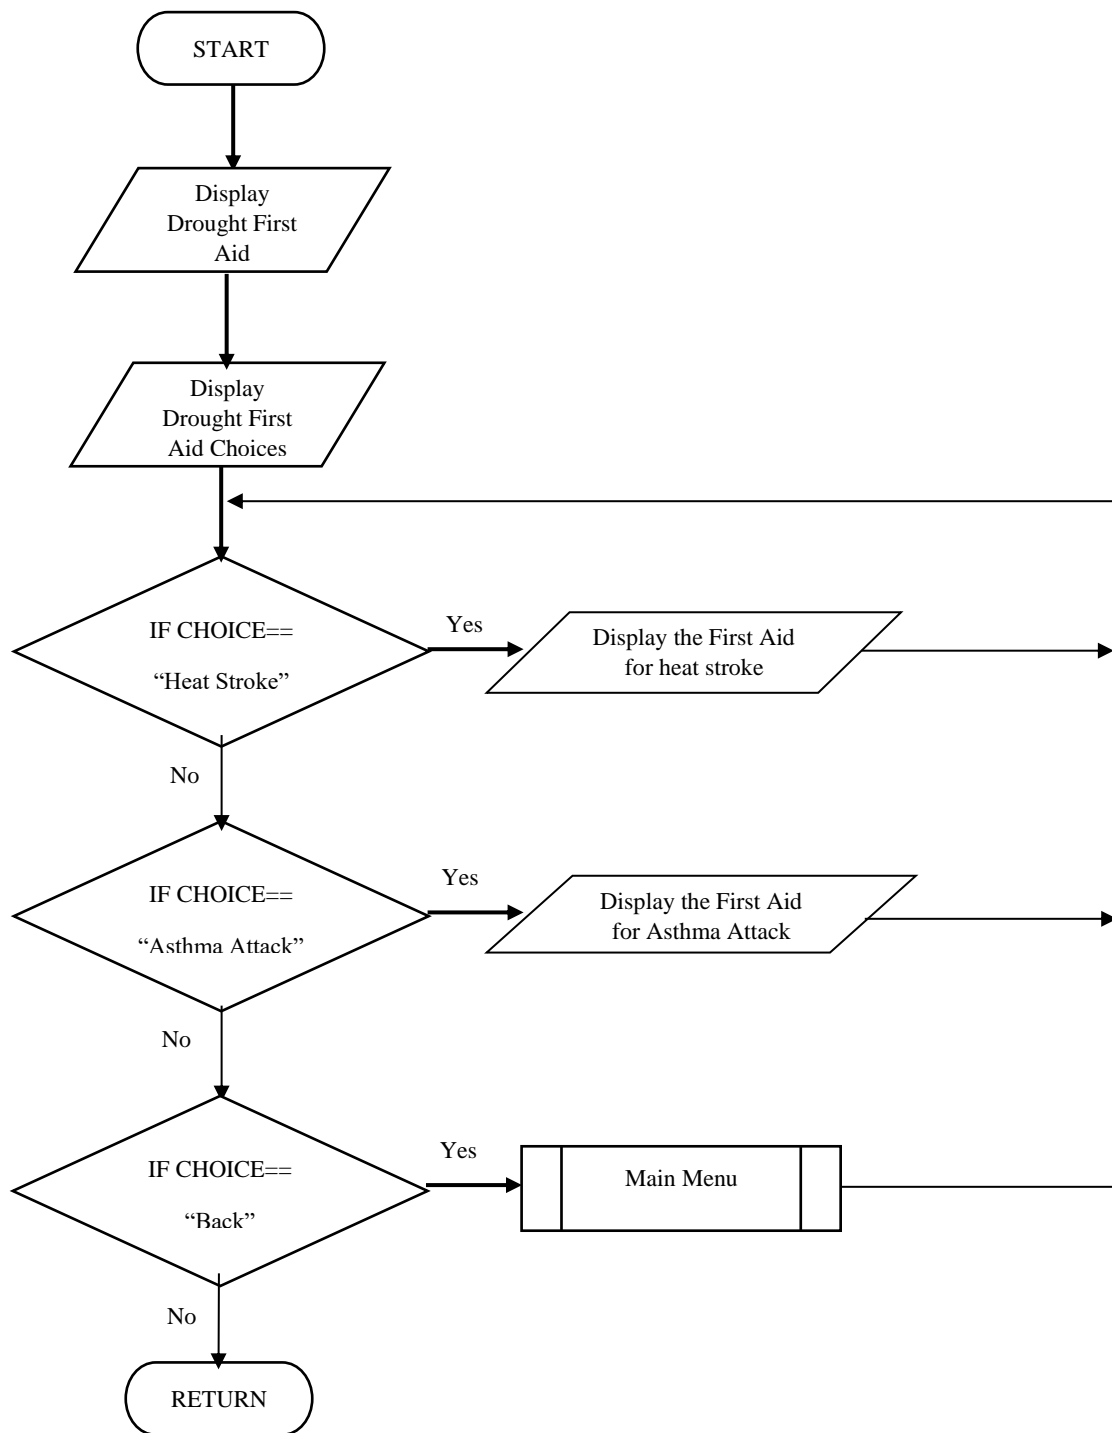 START
Display
Drought First
Aid
Display
Drought First
Aid Choices
IF CHOICE==
“Heat Stroke”
Yes
Display the First Aid
for heat stroke
No
IF CHOICE==
“Asthma Attack”
Yes
Display the First Aid
for Asthma Attack
No
IF CHOICE==
“Back”
Yes
Main Menu
No
RETURN